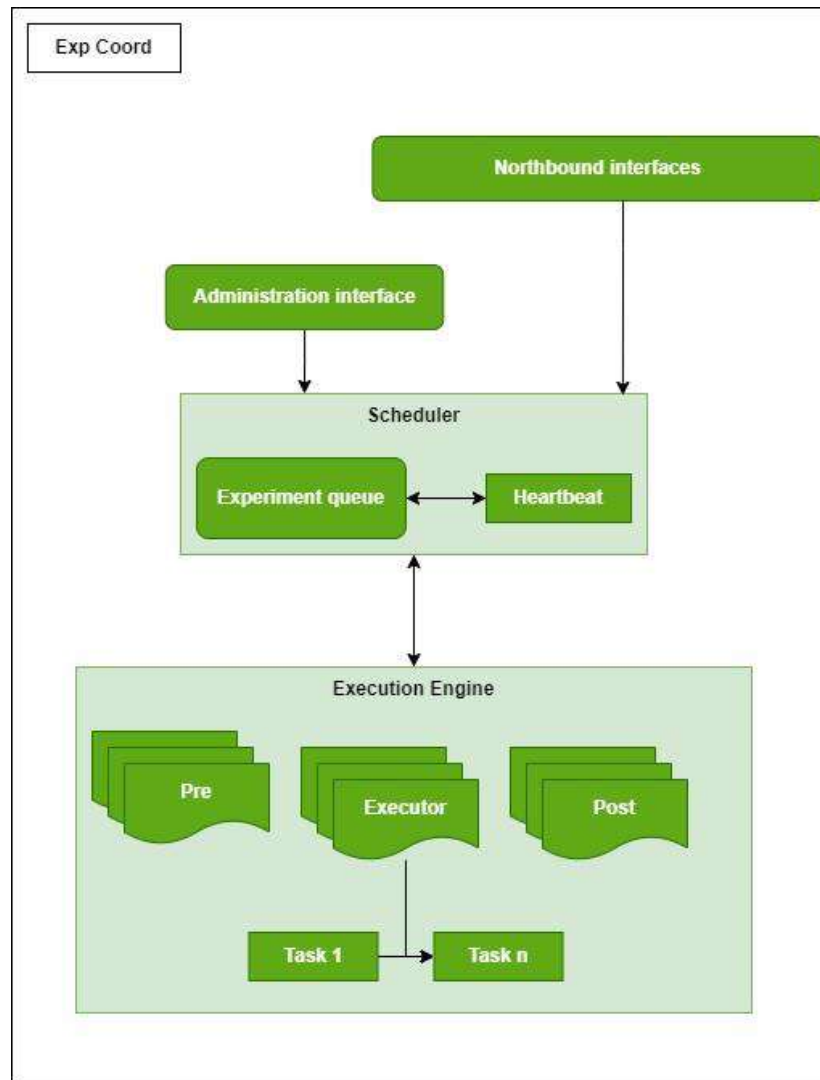 Exp Coord
Northbound interfaces
Administration interface
Scheduler
Experiment queue
Heartbeat
Execution Engine
Pre
Executor
Post
Task 1
Task n